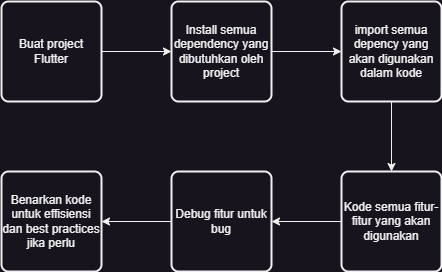 Buat project
Flutter
Install semua
dependency yang
dibutuhkan oleh
project
import semua
depency yang
akan digunakan
dalam kode
Kode semua fitur-
fitur yang akan
digunakan
Debug fitur untuk
bug
Benarkan kode
untuk effisiensi
dan best practices
jika perlu